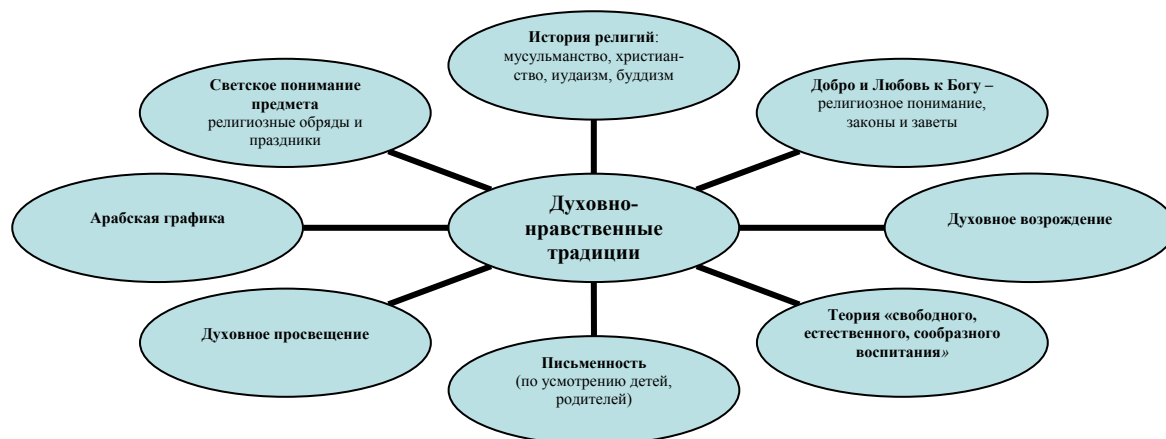 История религий:
мусульманство, христиан-
ство, иудаизм, буддизм
Светское понимание
предмета
религиозные обряды и
праздники
Добро и Любовь к Богу –
религиозное понимание,
законы и заветы
Арабская графика
Духовно-
нравственные
традиции
Духовное возрождение
Духовное просвещение
Теория «свободного,
естественного, сообразного
воспитания»
Письменность
(по усмотрению детей,
родителей)